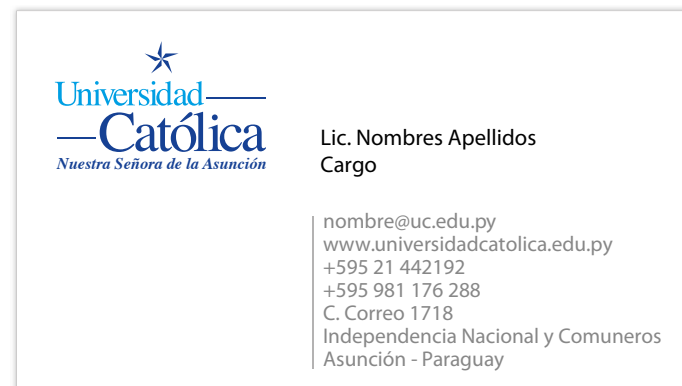 Universidad
Católica
Nuestra Señora de la Asunción
Lic. Nombres Apellidos
Cargo
nombre@uc.edu.py
www.universidadcatolica.edu.py
+595 21 442192
+595 981 176 288
C. Correo 1718
Independencia Nacional y Comuneros
Asunción - Paraguay